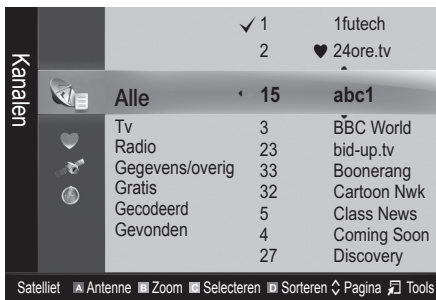 Kanalen
✓ 1 1futech
2 ♥ 24ore.tv
Alle 15 abc1
Tv 3 BBC World
Radio 23 bid-up.tv
Gegevens/overig 33 Boonerang
Gratis 32 Cartoon Nwk
Gecodeerd 5 Class News
Gevonden 4 Coming Soon
27 Discovery
Satelliet A Antenne B Zoom C Selecteren D Sorteren Pagina Tools